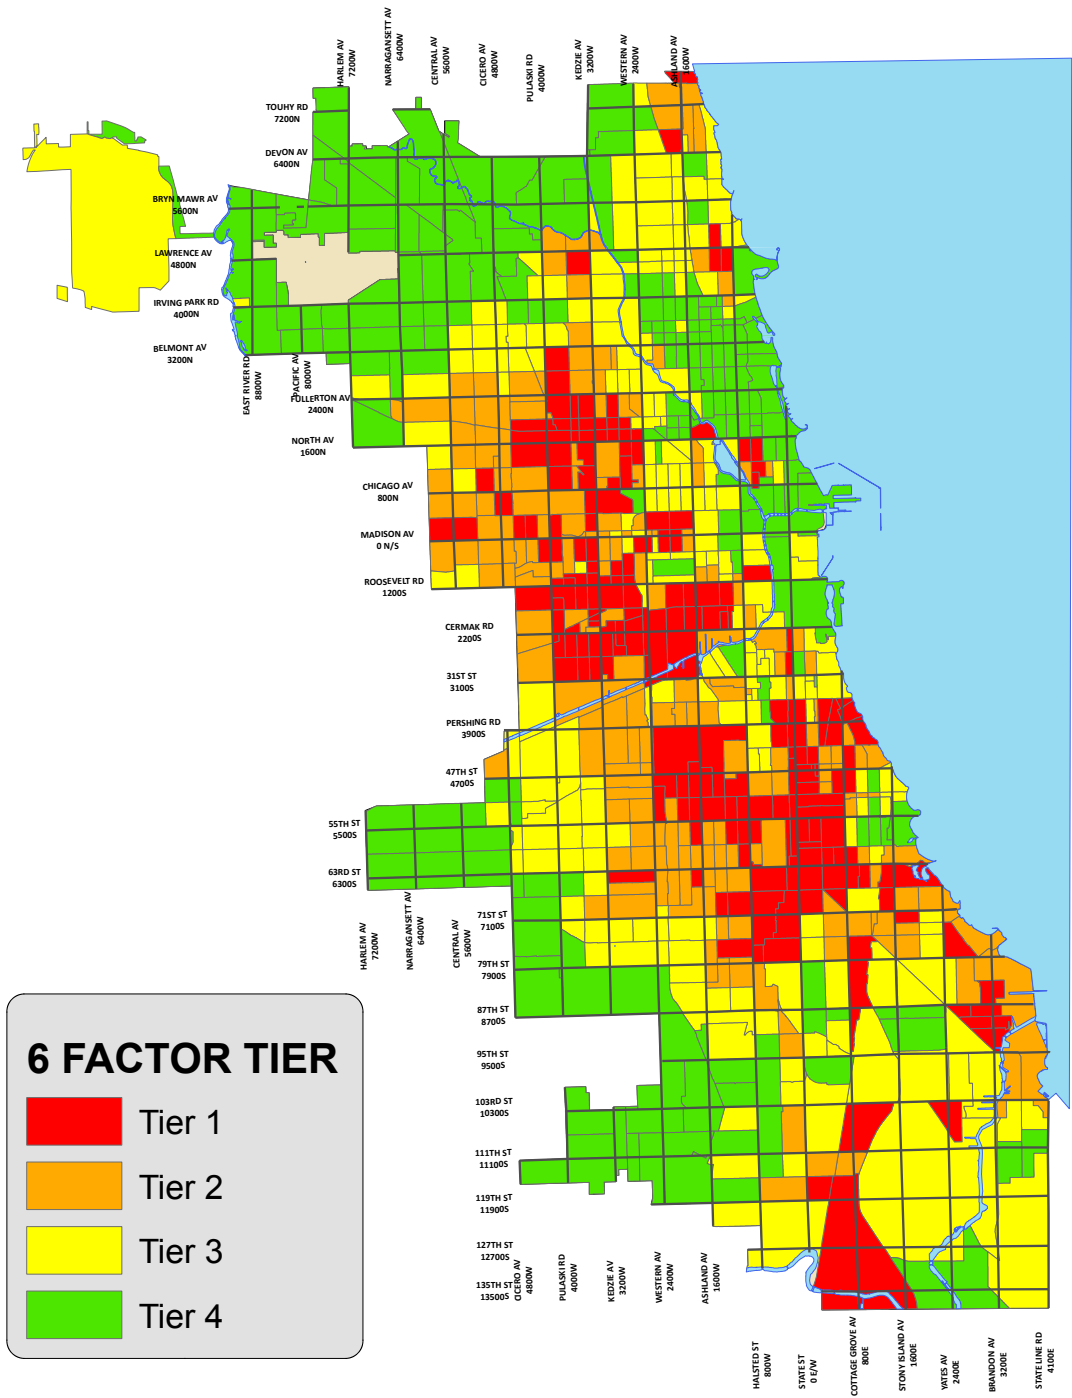 HARLEM AV
7200W
NARRAGANSETT AV
6400W
CENTRAL AV
5600W
CICERO AV
4800W
PULASKI RD
4000W
KEDZIE AV
3200W
WESTERN AV
2400W
ASHLAND AV
1600W
TOUHY RD
7200N
DEVON AV
6400N
BRYN MAWR AV
5600N
LAWRENCE AV
4800N
IRVING PARK RD
4000N
BELMONT AV
3200N
EAST RIVER RD
8800W
PACIFIC AV
8000W
FULLERTON AV
2400N
NORTH AV
1600N
CHICAGO AV
800N
MADISON AV
0 N/S
ROOSEVELT RD
1200S
CERMAK RD
2200S
31ST ST
3100S
PERSHING RD
3900S
47TH ST
4700S
55TH ST
5500S
63RD ST
6300S
HARLEM AV
7200W
NARRAGANSETT AV
6400W
CENTRAL AV
5600W
71ST ST
7100S
79TH ST
7900S
87TH ST
8700S
95TH ST
9500S
103RD ST
10300S
111TH ST
11100S
119TH ST
11900S
127TH ST
12700S
135TH ST
13500S
CICERO AV
4800W
PULASKI RD
4000W
KEDZIE AV
3200W
WESTERN AV
2400W
ASHLAND AV
1600W
HALSTED ST
800W
STATE ST
0 E/W
COTTAGE GROVE AV
800E
STONY ISLAND AV
1600E
YATES AV
2400E
BRANDON AV
3200E
STATE LINE RD
4100E
6 FACTOR TIER
Tier 1
Tier 2
Tier 3
Tier 4